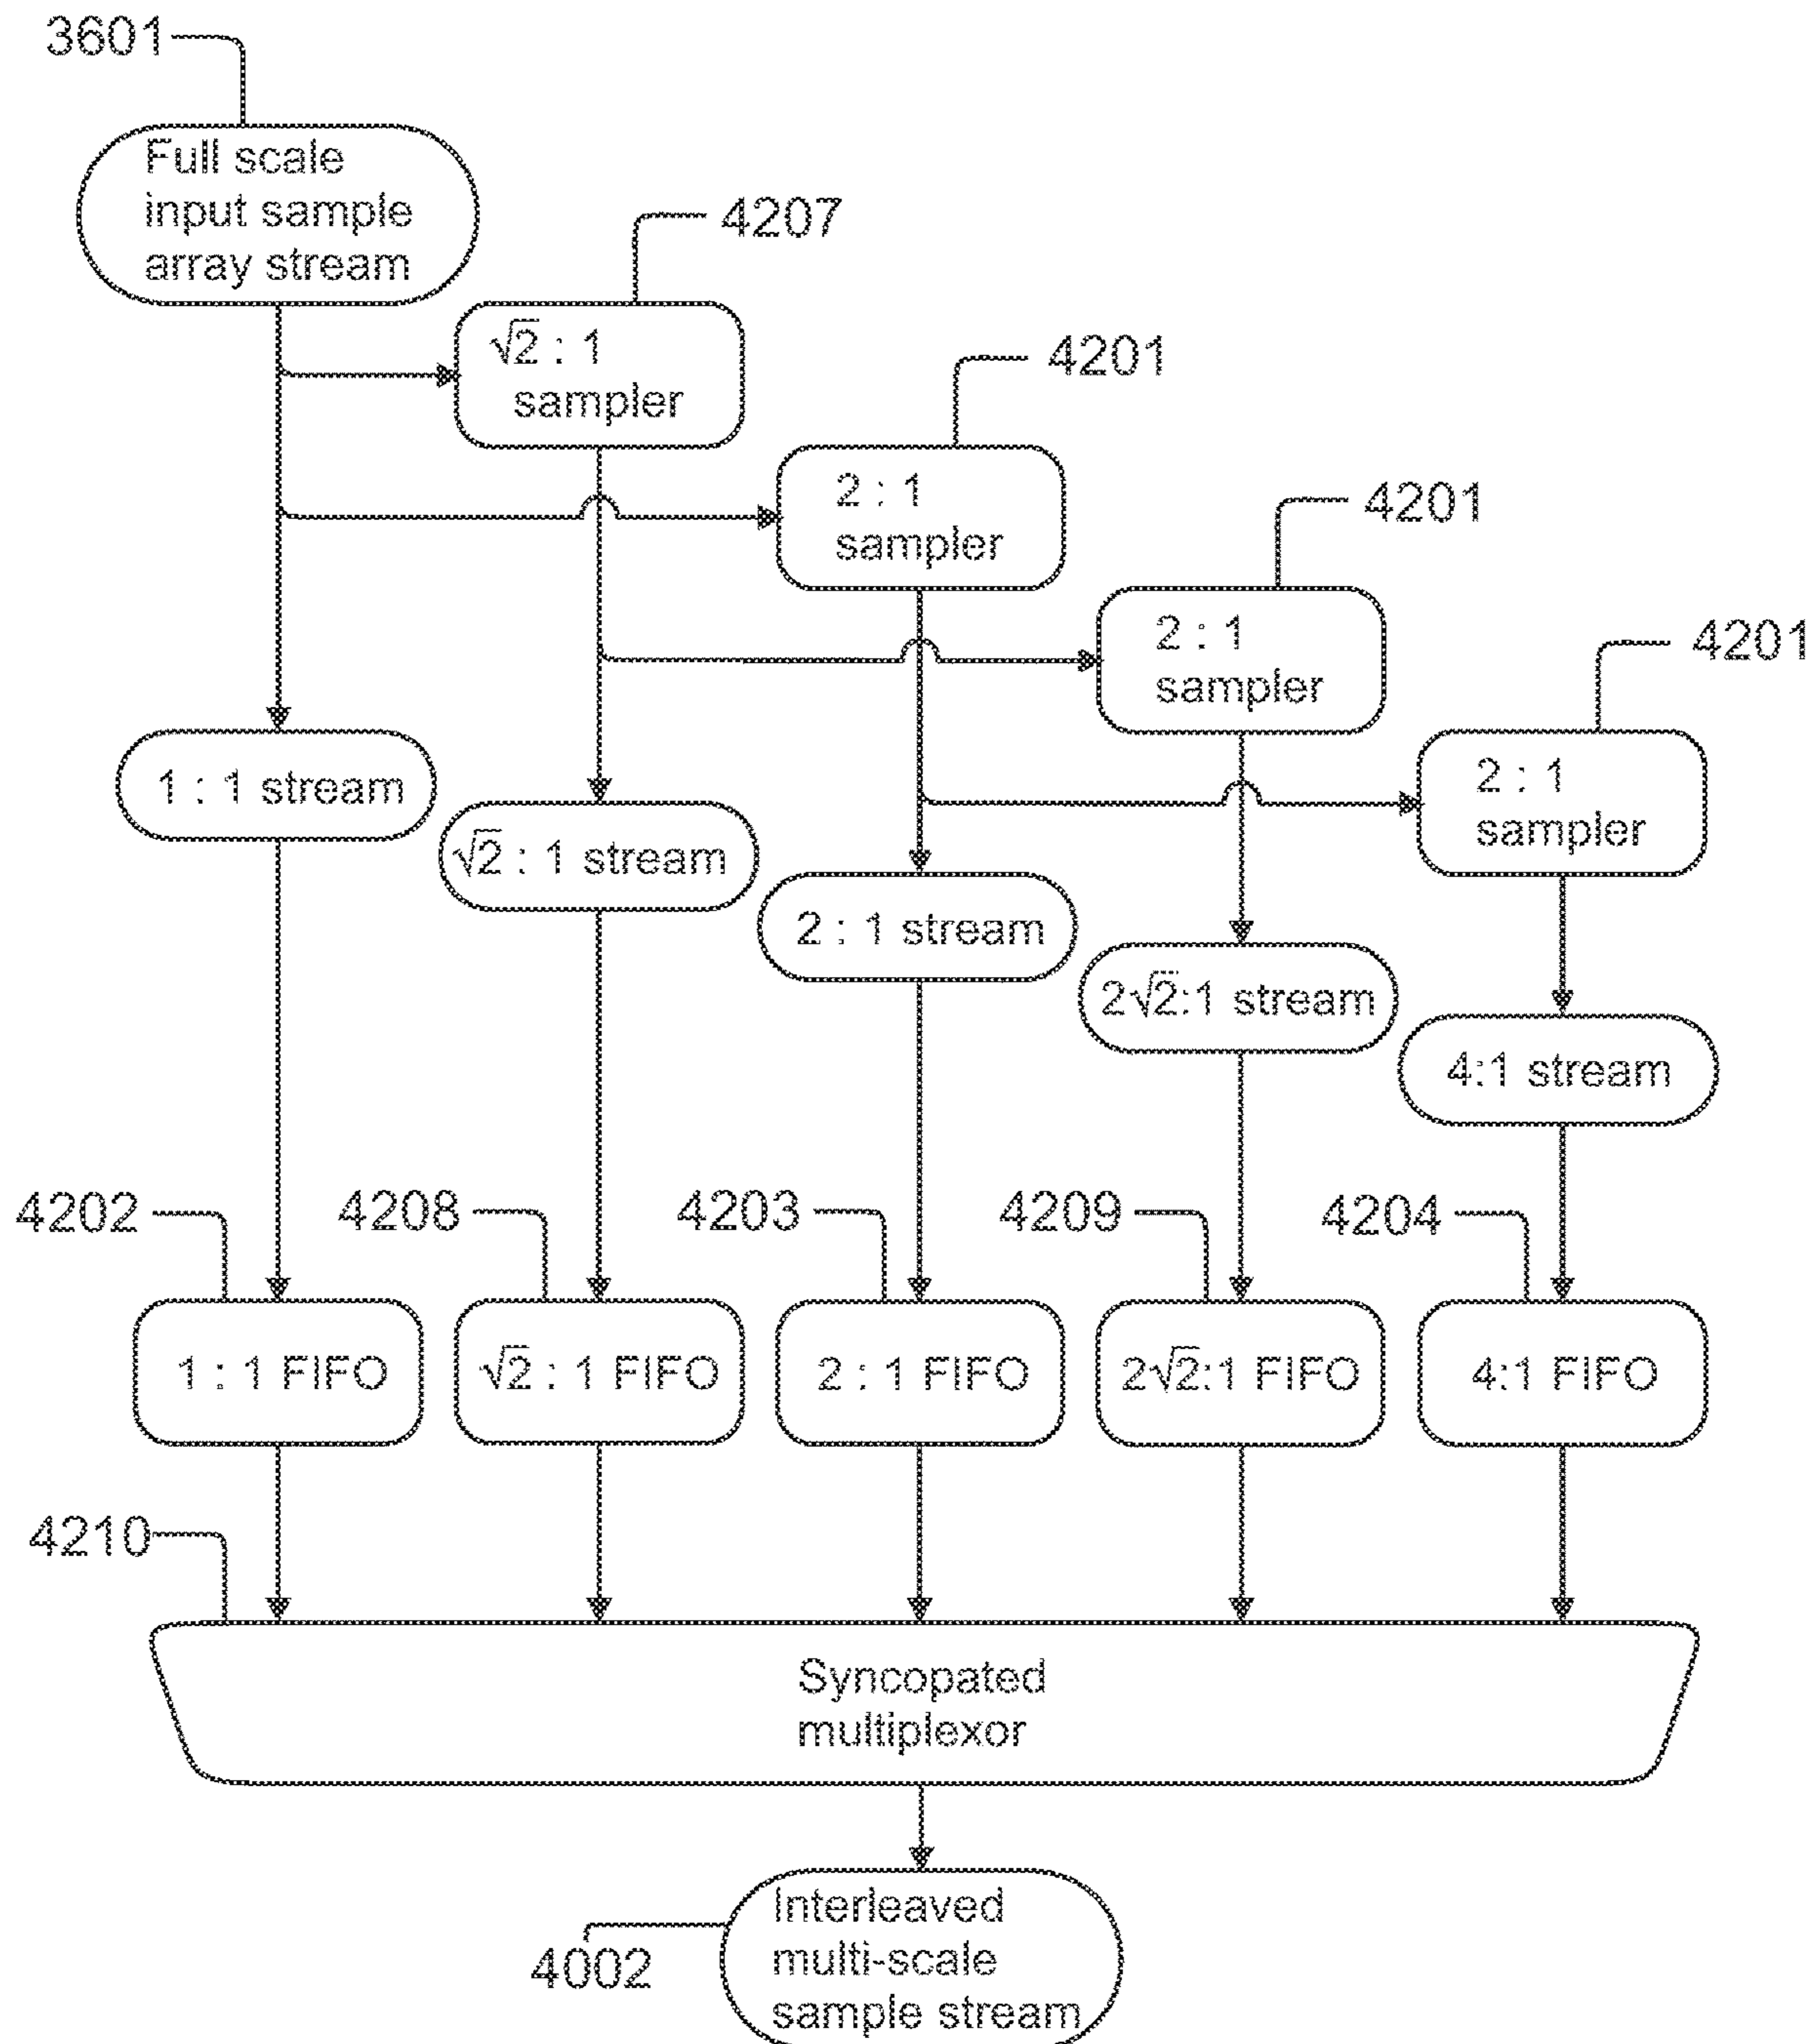 3601
Full scale
input sample
array stream
4207
√2 : 1
sampler
4201
2 : 1
sampler
4201
2 : 1
sampler
4201
2 : 1
sampler
1 : 1 stream
√2 : 1 stream
2 : 1 stream
2√2:1 stream
4:1 stream
4202
4208
4203
4209
4204
1 : 1 FIFO
√2 : 1 FIFO
2 : 1 FIFO
2√2:1 FIFO
4:1 FIFO
4210
Syncopated
multiplexor
4002
Interleaved
multi-scale
sample stream